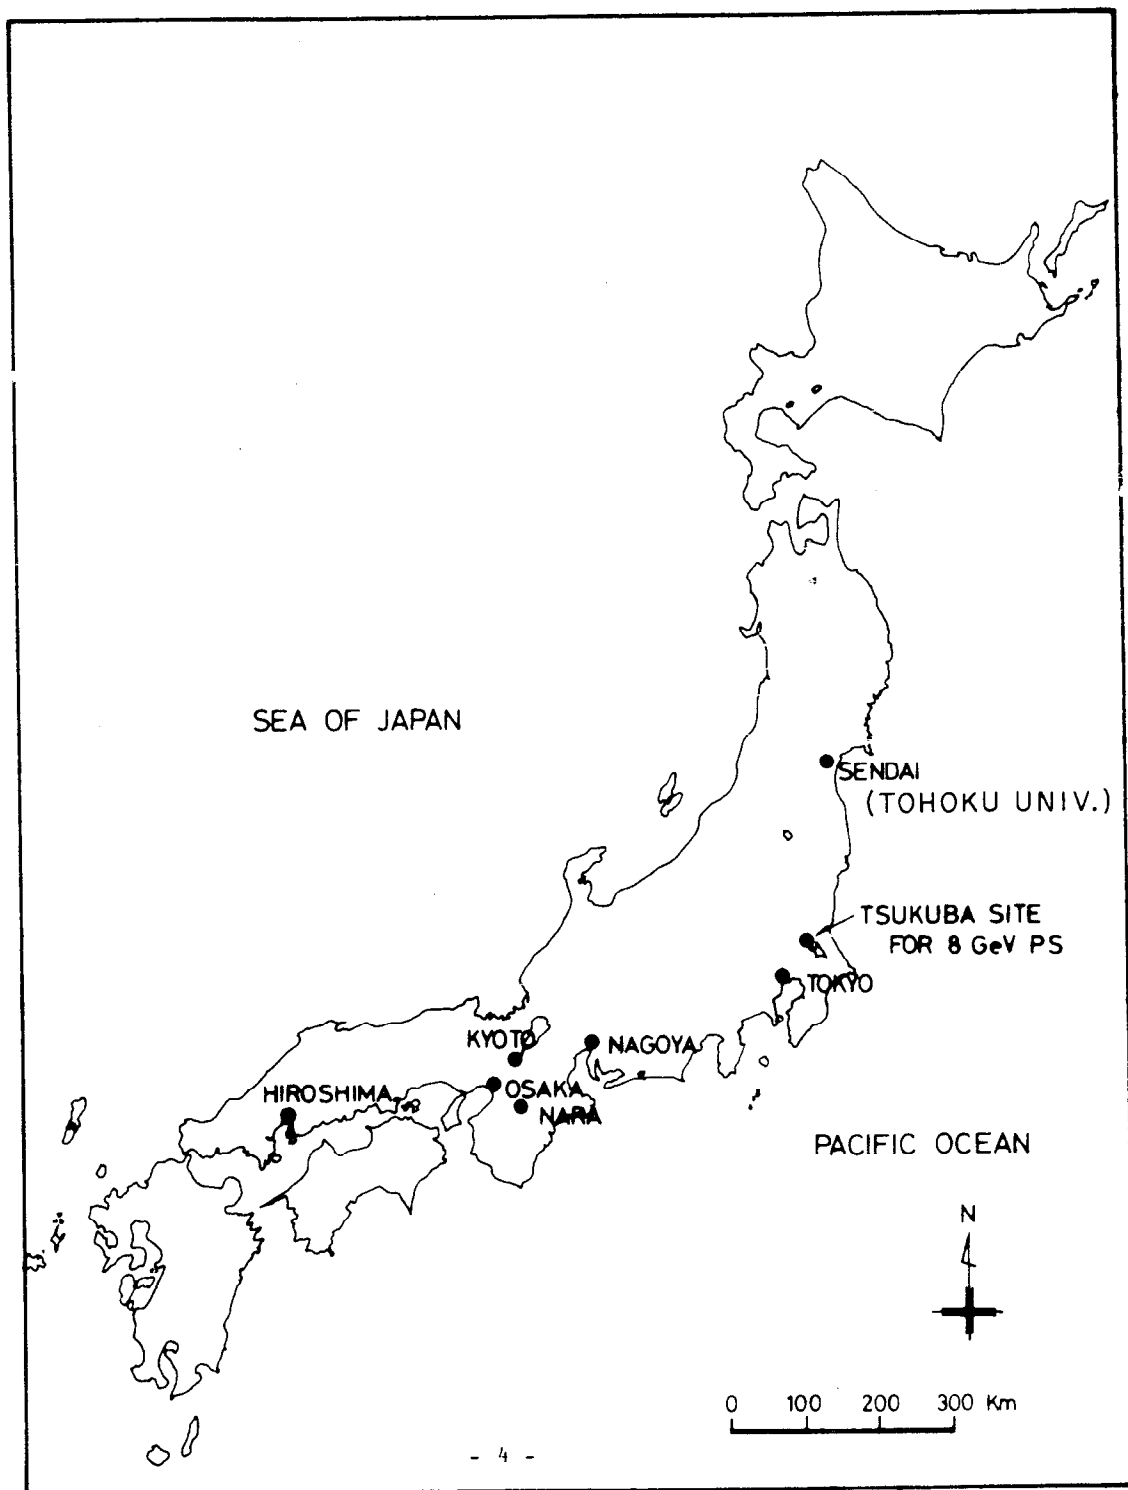 SEA OF JAPAN
SENDAI
(TOHOKU UNIV.)
TSUKUBA SITE
FOR 8 GeV PS
TOKYO
KYOTO
NAGOYA
OSAKA
HIROSHIMA
NARA
PACIFIC OCEAN
N
0 100 200 300 Km
- 4 -